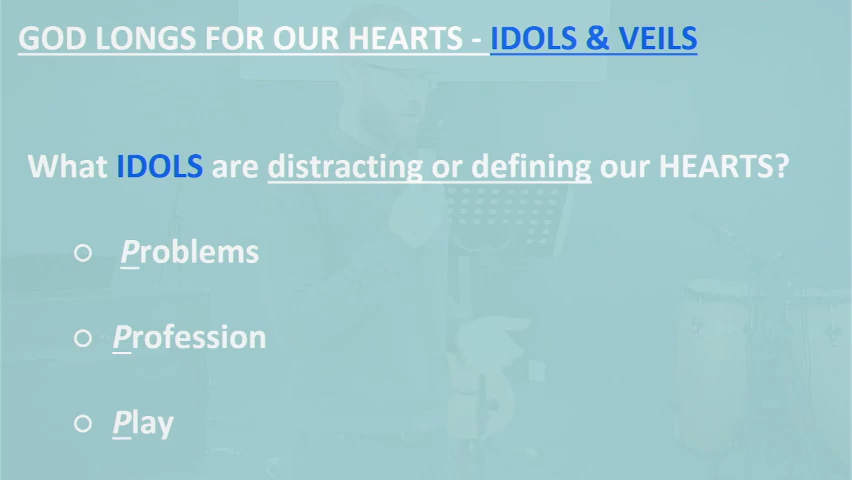 GOD LONGS FOR OUR HEARTS - IDOLS & VEILS
What IDOLS are distracting or defining our HEARTS?
○ Problems
○ Profession
○ Play